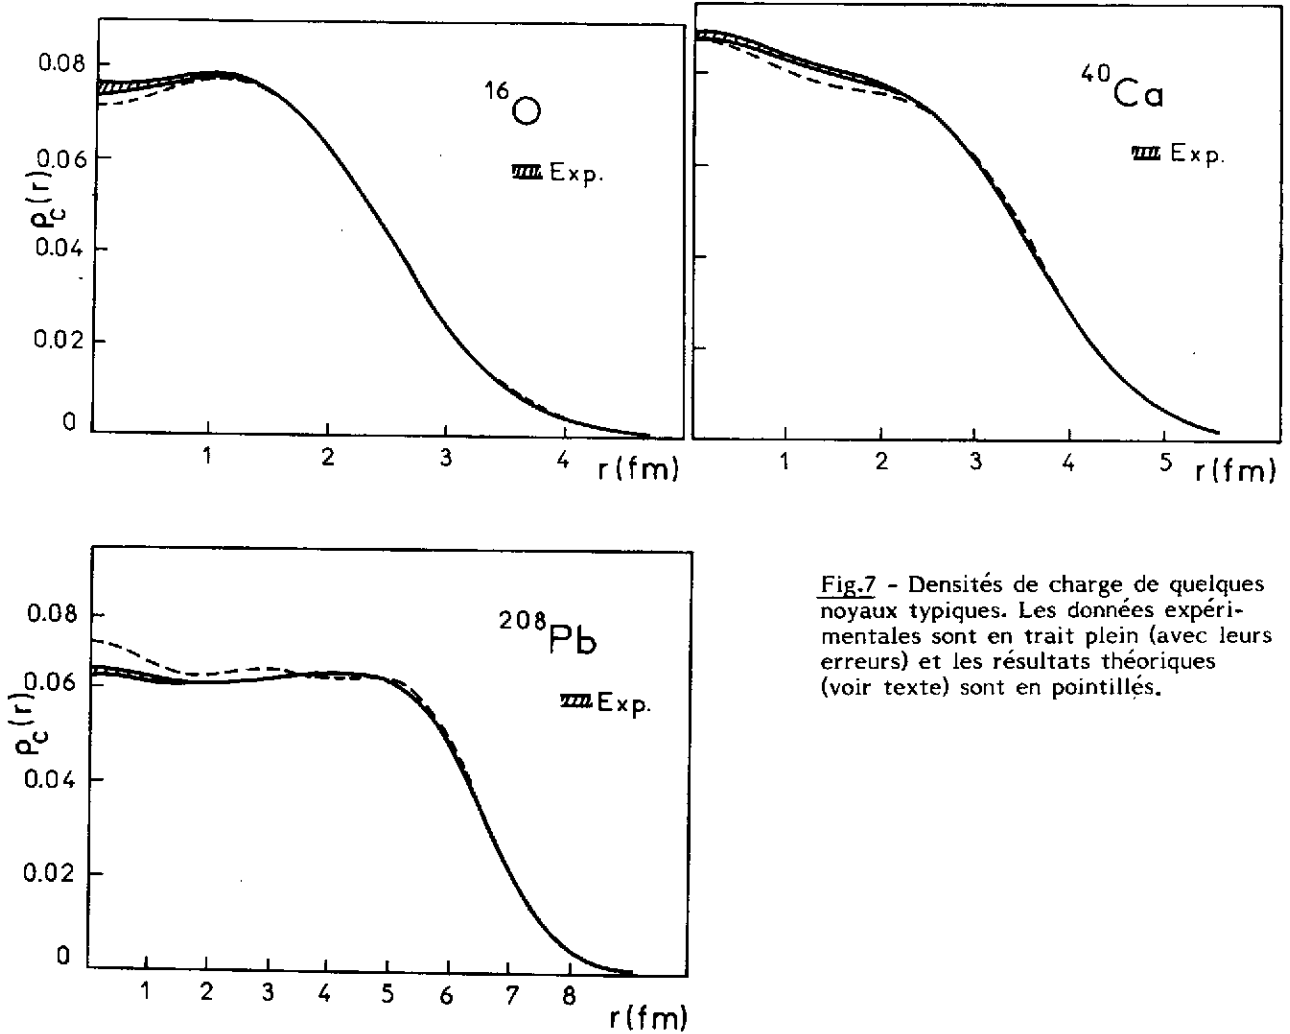 0.08
0.06
0.04
0.02
0
ρc(r)
16O
Exp.
1 2 3 4
r(fm)
40Ca
Exp.
1 2 3 4 5
r(fm)
0.08
0.06
0.04
0.02
0
ρc(r)
208Pb
Exp.
1 2 3 4 5 6 7 8
r(fm)
Fig.7 - Densités de charge de quelques
noyaux typiques. Les données expéri-
mentales sont en trait plein (avec leurs
erreurs) et les résultats théoriques
(voir texte) sont en pointillés.